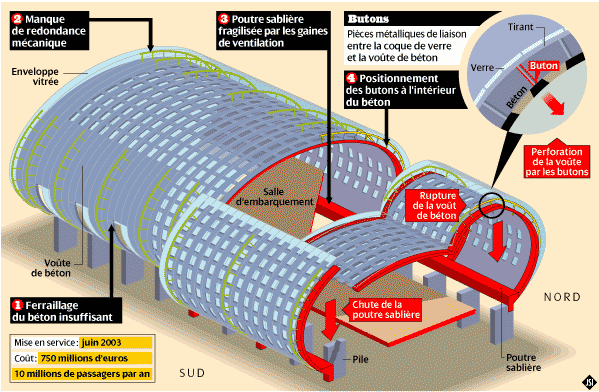 2 Manque
de redondance
mécanique
3 Poutre sablière
fragilisée par les gaines
de ventilation
Butons
Pièces métalliques de liaison
entre la coque de verre
et la voûte de béton
4 Positionnement
des butons à l'intérieur
du béton
Tirant
Verre
Buton
Béton
Perforation
de la voûte
par les butons
Enveloppe
vitrée
Salle
d'embarquement
Rupture
de la voût
de béton
Voûte
de béton
1 Ferraillage
du béton insuffisant
Chute de la
poutre sablière
NORD
Mise en service : juin 2003
Coût : 750 millions d'euros
10 millions de passagers par an
SUD
Pile
Poutre
sablière